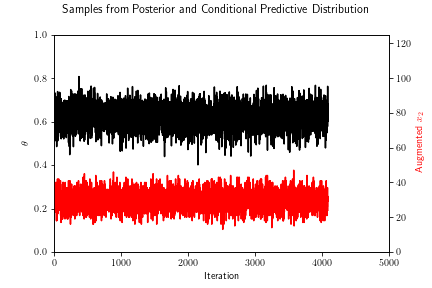 Samples from Posterior and Conditional Predictive Distribution
1.0
0.8
0.6
0.4
0.2
0.0
θ
120
100
80
60
40
20
0
Augmented x₂
0 1000 2000 3000 4000 5000
Iteration